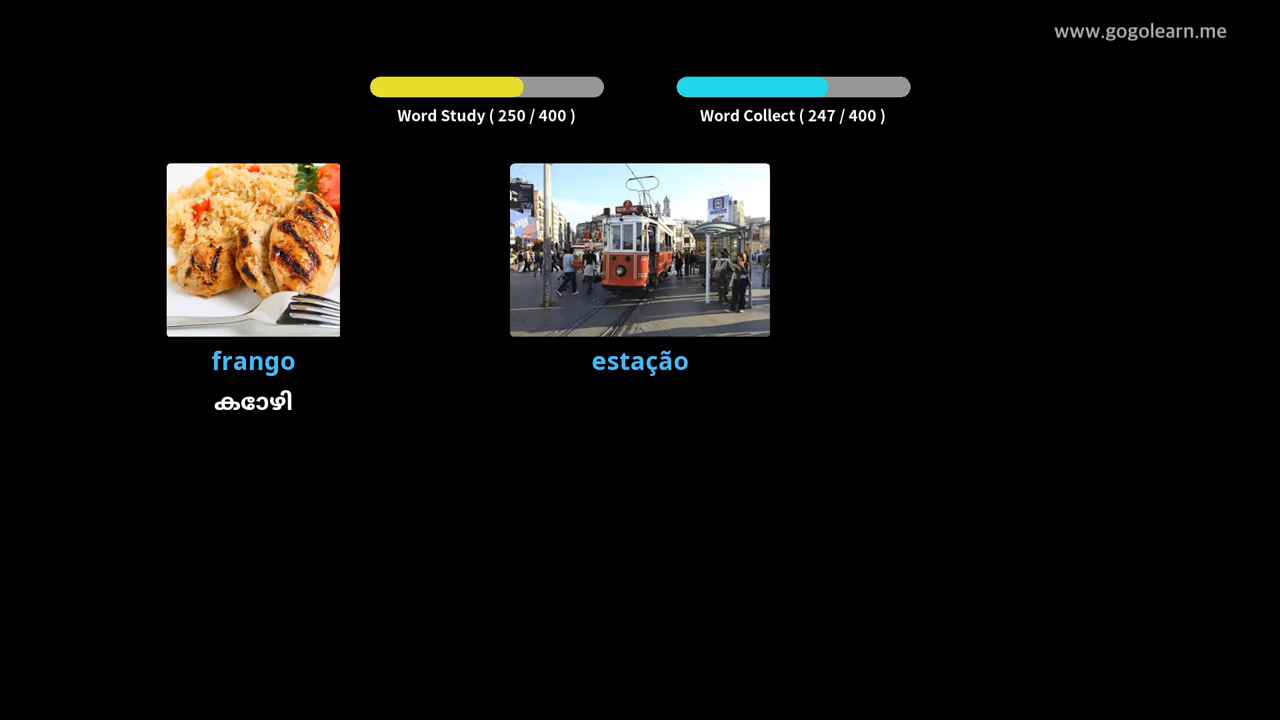 www.gogolearn.me
Word Study ( 250 / 400 )
Word Collect ( 247 / 400 )
frango
estação
കോഴി